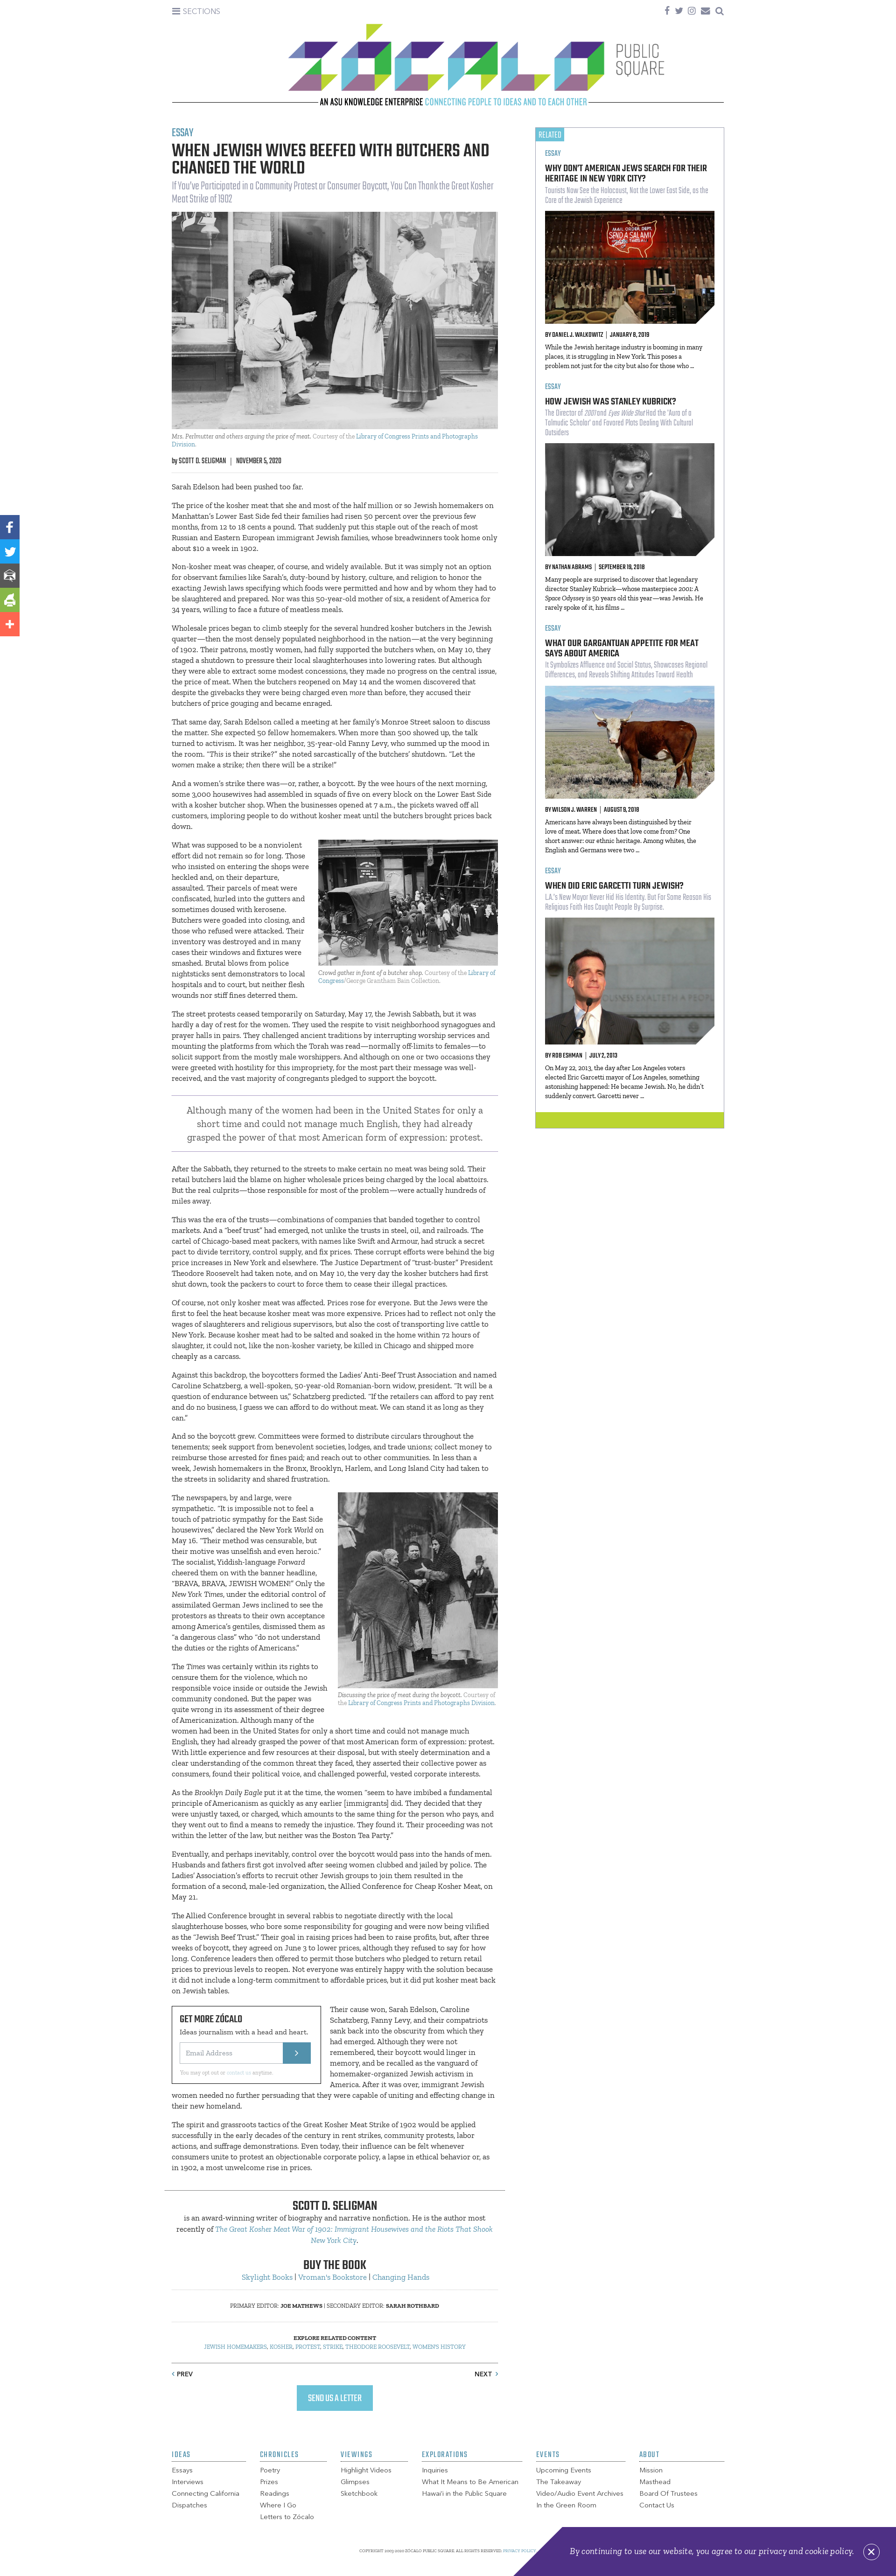 SECTIONS
ZÓCALO
PUBLIC
SQUARE
AN ASU KNOWLEDGE ENTERPRISE CONNECTING PEOPLE TO IDEAS AND TO EACH OTHER
ESSAY
WHEN JEWISH WIVES BEEFED WITH BUTCHERS AND
CHANGED THE WORLD
If You've Participated in a Community Protest or Consumer Boycott, You Can Thank the Great Kosher
Meat Strike of 1902
Mrs. Perlmutter and others arguing the price of meat. Courtesy of the Library of Congress Prints and Photographs
Division.
by SCOTT D. SELIGMAN | NOVEMBER 5, 2020
Sarah Edelson had been pushed too far.
The price of the kosher meat that she and most of the half million or so Jewish homemakers on
Manhattan's Lower East Side fed their families had risen 50 percent over the previous few
months, from 12 to 18 cents a pound. That suddenly put this staple out of the reach of most
Russian and Eastern European immigrant Jewish families, whose breadwinners took home only
about $10 a week in 1902.
Non-kosher meat was cheaper, of course, and widely available. But it was simply not an option
for observant families like Sarah's, duty-bound by history, culture, and religion to honor the
exacting Jewish laws specifying which foods were permitted and how animals eaten by Jews had to
be slaughtered and prepared. Nor was this 50-year-old mother of six, a resident of America for
34 years, willing to face a future of meatless meals.
Wholesale prices began to climb steeply for the several hundred kosher butchers in the Jewish
quarter—then the most densely populated neighborhood in the nation—at the very beginning
of 1902. Their patrons, mostly women, had been up in arms about it even before they, on May 10, they
staged a shutdown to pressure their local slaughterhouses into lowering rates. But although
they were able to extract some modest concessions, they made no progress on the central issue,
the price of meat. When the butchers reopened on May 14 and the women discovered that
despite the givebacks they were being charged even more than before, they accused their
butchers of price gouging and became enraged.
That same day, Sarah Edelson called a meeting at her family's Monroe Street saloon to discuss
the matter. She expected 50 fellow homemakers. When more than 500 showed up, the talk
turned to activism. It was her neighbor, 35-year-old Fanny Levy, who summed up the mood in
the room. "This is their strike?" she noted sarcastically of the butchers' shutdown. "Let the
women make a strike; then there will be a strike!"
And a women's strike there was—or, rather, a boycott. By the wee hours of the next morning,
some 3,000 housewives had assembled in squads of five on every block on the Lower East Side
with a kosher butcher shop. When the businesses opened at 7 a.m., the pickets waved off all
customers, imploring people to do without kosher meat until the butchers brought prices back
down.
What was supposed to be a nonviolent
effort did not remain so for long. Those
who insisted on entering the shops were
heckled and, on their departure,
assaulted. Their parcels of meat were
confiscated, hurled into the gutters and
sometimes doused with kerosene.
Butchers were goaded into closing, and
those who refused were attacked. Their
inventory was destroyed and in many
cases their windows and fixtures were
smashed. Brutal blows from police
nightsticks sent demonstrators to local
hospitals and to court, but neither flesh
wounds nor stiff fines deterred them.
Crowd gather in front of a butcher shop. Courtesy of the Library of
Congress/George Grantham Bain Collection.
The street protests ceased temporarily on Saturday, May 17, the Jewish Sabbath, but it was
hardly a day of rest for the women. They used the respite to visit neighborhood synagogues and
harangue men in prayer. They championed ancient traditions by interrupting worship services and
mounting the platforms from which the Torah was read—normally off-limits to females—to
solicit support from the mostly male worshippers. And although on one or two occasions they
were greeted with hostility for this impropriety, for the most part their message was well-
received, and the vast majority of congregants pledged to support the boycott.
Although many of the women had been in the United States for only a
short time and could not manage much English, they had already
grasped the power of that most American form of expression: protest.
After the Sabbath, they returned to the streets to make certain no meat was being sold. Their
retail butchers laid the blame on higher wholesale prices being charged by the local abattoirs.
But the real culprits—those responsible for most of the problem—were actually hundreds of
miles away.
This was the era of the trusts—combinations of companies that banded together to control
markets. And a "beef trust" had emerged, not unlike the trusts in steel, oil, and railroads. The
cartel of Chicago-based meat packers, with names like Swift and Armour, had struck a secret
pact to divide territory, control supply, and fix prices. These corrupt efforts were behind the big
price increases in New York and elsewhere. The Justice Department of "trust-buster" President
Theodore Roosevelt had taken note, and on May 10, the very day the kosher butchers had first
shut down, took the packers to court to force them to cease their illegal practices.
Of course, not only kosher meat was affected. Prices rose for everyone. But the Jews were the
first to feel the heat because kosher meat was more expensive. Prices had to reflect not only the
wages of slaughterers and religious supervisors, but also the cost of transporting live cattle to
New York. Because kosher meat had to be salted and soaked in the home within 72 hours of
slaughter, it could not, like the non-kosher variety, be killed in Chicago and shipped more
cheaply as a carcass.
Against this backdrop, the boycotters formed the Ladies' Anti-Beef Trust Association and named
Caroline Schatzberg, a well-spoken, 50-year-old Romanian-born widow, president. "It will be a
question of endurance between us," Schatzberg predicted. "If the retailers can afford to pay rent
and do no business, I guess we can afford to do without meat. We can stand it as long as they
can."
And so the boycott grew. Committees were formed to distribute circulars throughout the
tenements; seek support from benevolent societies, lodges, and trade unions; collect money to
reimburse those arrested for fines paid; and reach out to other communities. In less than a
week, Jewish homemakers in the Bronx, Brooklyn, Harlem, and Long Island City had taken to
the streets in solidarity and shared frustration.
The newspapers, by and large, were
sympathetic. "It is impossible not to feel a
touch of patriotic sympathy for the East Side
housewives," declared the New York World on
May 16. "Their method was censurable, but
their motive was unselfish and even heroic."
The socialist, Yiddish-language Forward
cheered them on with the banner headline,
"BRAVA, BRAVA, JEWISH WOMEN!" Only the
New York Times, under the editorial control of
assimilated German Jews inclined to see the
protestors as threats to their own acceptance
among America's gentiles, dismissed them as
"a dangerous class" who "do not understand
the duties or the rights of Americans."
Discussing the price of meat during the boycott. Courtesy of
the Library of Congress Prints and Photographs Division.
The Times was certainly within its rights to
censure them for the violence, which no
responsible voice inside or outside the Jewish
community condoned. But the paper was
quite wrong in its assessment of their degree
of Americanization. Although many of the
women had been in the United States for only a short time and could not manage much
English, they had already grasped the power of that most American form of expression: protest.
With little experience and few resources at their disposal, but with steely determination and a
clear understanding of the common threat they faced, they asserted their collective power as
consumers, found their political voice, and challenged powerful, vested corporate interests.
As the Brooklyn Daily Eagle put it at the time, the women "seem to have imbibed a fundamental
principle of Americanism as quickly as any earlier [immigrants] did. They decided that they
were unjustly taxed, or charged, which amounts to the same thing for the person who pays, and
they went out to find a means to remedy the injustice. They found it. Their proceeding was not
within the letter of the law, but neither was the Boston Tea Party."
Eventually, and perhaps inevitably, control over the boycott would pass into the hands of men.
Husbands and fathers first got involved after seeing women clubbed and jailed by police. The
Ladies' Association's efforts to recruit other Jewish groups to join them resulted in the
formation of a second, male-led organization, the Allied Conference for Cheap Kosher Meat, on
May 21.
The Allied Conference brought in several rabbis to negotiate directly with the local
slaughterhouse bosses, who bore some responsibility for gouging and were now being vilified
as the "Jewish Beef Trust." Their goal in raising prices had been to raise profits, but, after three
weeks of boycott, they agreed on June 3 to lower prices, although they refused to say for how
long. Conference leaders then offered to permit those butchers who pledged to return retail
prices to previous levels to reopen. Not everyone was entirely happy with the solution because
it did not include a long-term commitment to affordable prices, but it did put kosher meat back
on Jewish tables.
GET MORE ZÓCALO
Ideas journalism with a head and heart.
Email Address
You may opt out or contact us anytime.
Their cause won, Sarah Edelson, Caroline
Schatzberg, Fanny Levy, and their compatriots
sank back into the obscurity from which they
had emerged. Although they were not
remembered, their boycott would linger in
memory, and be recalled as the vanguard of
homemaker-organized Jewish activism in
America. After it was over, immigrant Jewish
women needed no further persuading that they were capable of uniting and effecting change in
their new homeland.
The spirit and grassroots tactics of the Great Kosher Meat Strike of 1902 would be applied
successfully in the early decades of the century in rent strikes, community protests, labor
actions, and suffrage demonstrations. Even today, their influence can be felt whenever
consumers unite to protest an objectionable corporate policy, a lapse in ethical behavior or, as
in 1902, a most unwelcome rise in prices.
SCOTT D. SELIGMAN
is an award-winning writer of biography and narrative history. He is the author most
recently of The Great Kosher Meat War of 1902: Immigrant Housewives and the Riots That Shook
New York City.
BUY THE BOOK
Skylight Books | Vroman's Bookstore | Changing Hands
PRIMARY EDITOR: JOE MATHEWS | SECONDARY EDITOR: SARAH ROTHBARD
EXPLORE RELATED CONTENT
JEWISH HOMEMAKERS, KOSHER, PROTEST, STRIKE, THEODORE ROOSEVELT, WOMEN'S HISTORY
PREV
NEXT
SEND US A LETTER
RELATED
ESSAY
WHY DON'T AMERICAN JEWS SEARCH FOR THEIR
HERITAGE IN NEW YORK CITY?
Tourists Now See the Holocaust, Not the Lower East Side, as the
Core of the Jewish Experience
SEND A SALAMI
BY DANIEL J. WALKOWITZ | JANUARY 8, 2019
While the Jewish heritage industry is booming in many
places, it is struggling in New York. This poses a
problem not just for the city but also for those who ...
ESSAY
HOW JEWISH WAS STANLEY KUBRICK?
The Director of 2001 and Eyes Wide Shut Had the 'Aura of a
Talmudic Scholar' and Favored Plots Dealing With Cultural
Outsiders
BY NATHAN ABRAMS | SEPTEMBER 19, 2018
Many people are surprised to discover that legendary
director Stanley Kubrick—whose masterpiece 2001: A
Space Odyssey is 50 years old this year—was Jewish. He
rarely spoke of it, his films ...
ESSAY
WHAT OUR GARGANTUAN APPETITE FOR MEAT
SAYS ABOUT AMERICA
It Symbolizes Affluence and Social Status, Showcases Regional
Differences, and Reveals Shifting Attitudes Toward Health
BY WILSON J. WARREN | AUGUST 9, 2018
Americans have always been distinguished by their
love of meat. Where does that love come from? One
short answer: our ethnic heritage. Among whites, the
English and Germans were two ...
ESSAY
WHEN DID ERIC GARCETTI TURN JEWISH?
L.A.'s New Mayor Never Hid His Identity. But For Some Reason His
Religious Faith Has Caught People By Surprise.
BY ROB ESHMAN | JULY 2, 2013
On May 22, 2013, the day after Los Angeles voters
elected Eric Garcetti mayor of Los Angeles, something
astonishing happened: He became Jewish. No, he didn't
suddenly convert. Garcetti never ...
IDEAS
Essays
Interviews
Connecting California
Dispatches
CHRONICLES
Poetry
Prizes
Readings
Where I Go
Letters to Zócalo
VIEWINGS
Highlight Videos
Glimpses
Sketchbook
EXPLORATIONS
Inquiries
What It Means to Be American
Hawai'i in the Public Square
EVENTS
Upcoming Events
The Takeaway
Video/Audio Event Archives
In the Green Room
ABOUT
Mission
Masthead
Board Of Trustees
Contact Us
COPYRIGHT 2003-2020 ZÓCALO PUBLIC SQUARE. ALL RIGHTS RESERVED. PRIVACY POLICY
By continuing to use our website, you agree to our privacy and cookie policy.